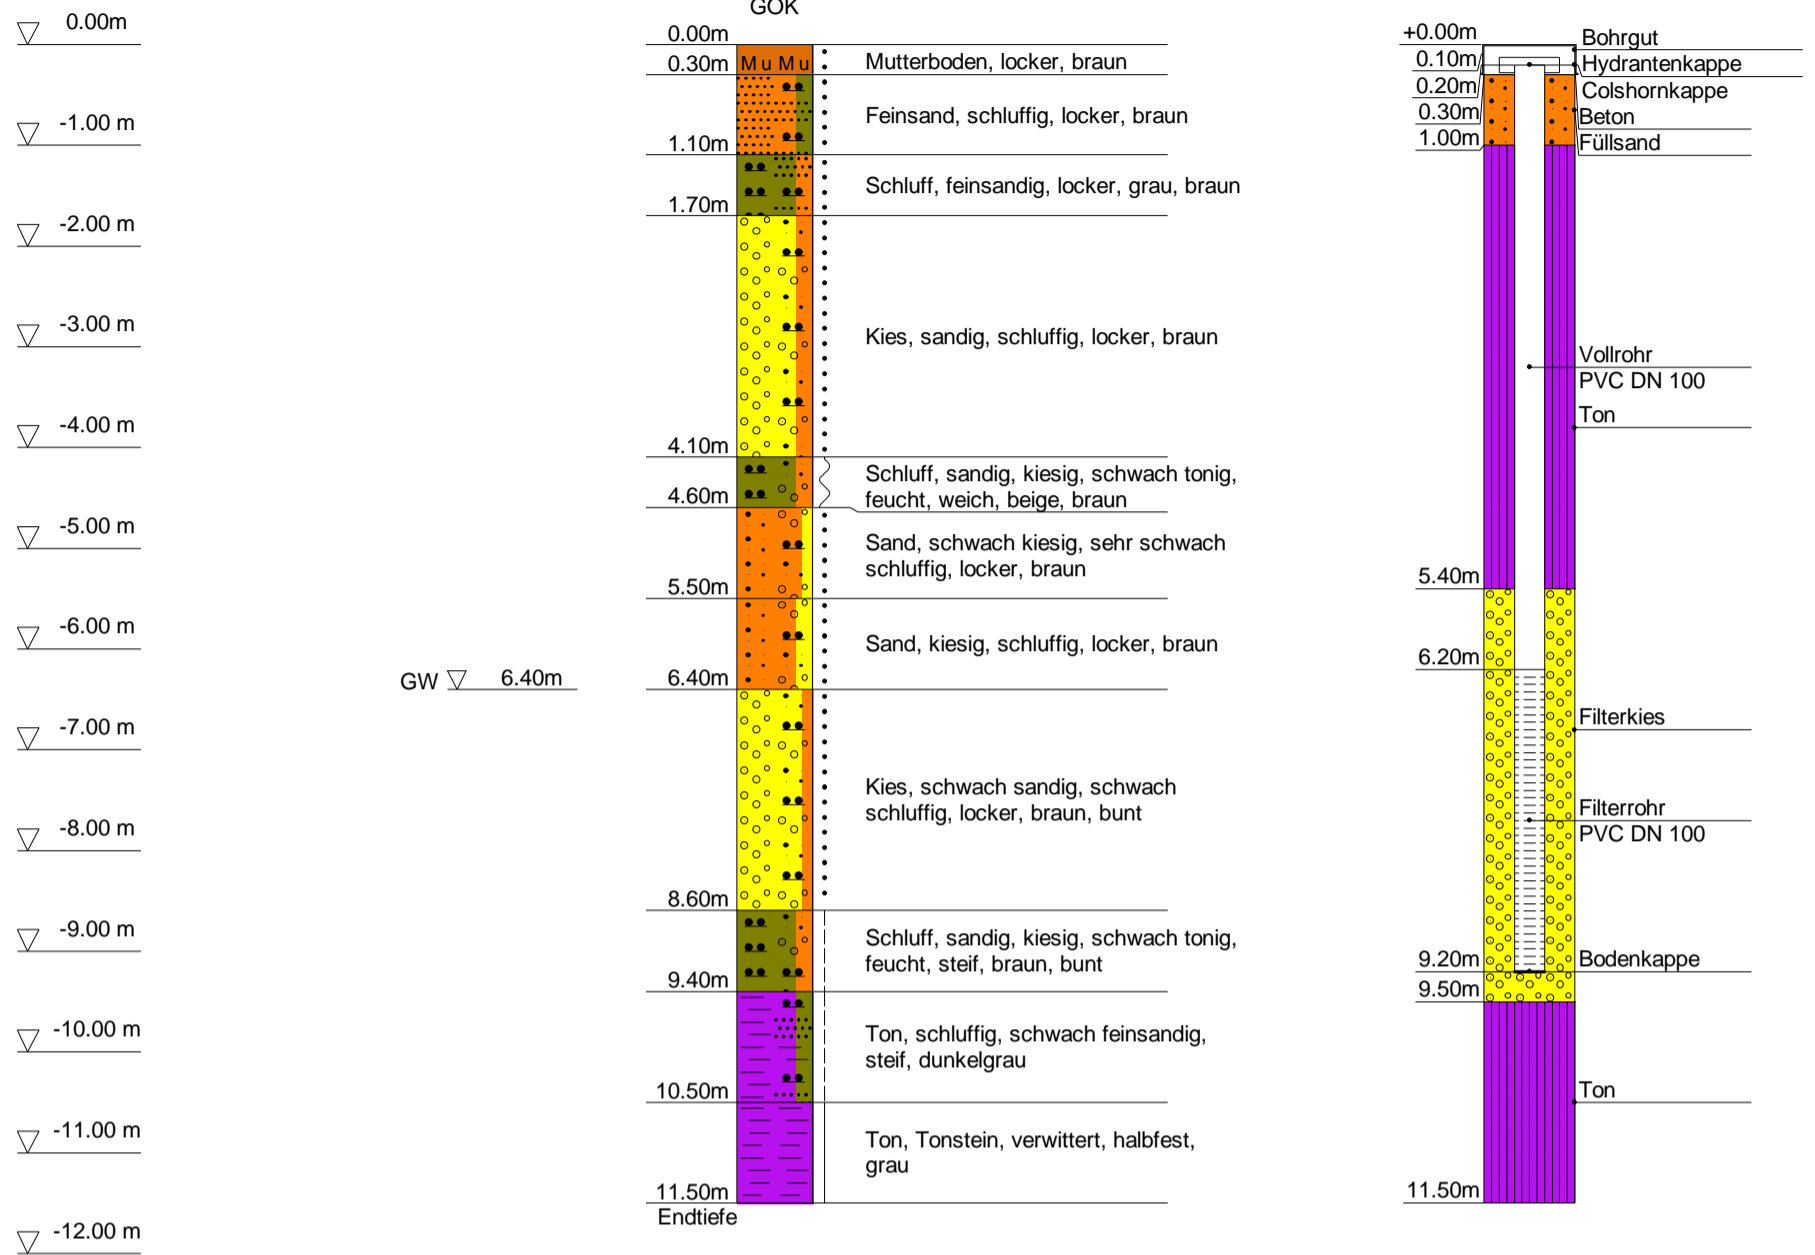 GOK
0.00m
-1.00 m
-2.00 m
-3.00 m
-4.00 m
-5.00 m
-6.00 m
-7.00 m
-8.00 m
-9.00 m
-10.00 m
-11.00 m
-12.00 m
GW 6.40m
0.00m
0.30m
1.10m
1.70m
4.10m
4.60m
5.50m
6.40m
8.60m
9.40m
10.50m
11.50m
Endtiefe
Mu Mu
Mutterboden, locker, braun
Feinsand, schluffig, locker, braun
Schluff, feinsandig, locker, grau, braun
Kies, sandig, schluffig, locker, braun
Schluff, sandig, kiesig, schwach tonig,
feucht, weich, beige, braun
Sand, schwach kiesig, sehr schwach
schluffig, locker, braun
Sand, kiesig, schluffig, locker, braun
Kies, schwach sandig, schwach
schluffig, locker, braun, bunt
Schluff, sandig, kiesig, schwach tonig,
feucht, steif, braun, bunt
Ton, schluffig, schwach feinsandig,
steif, dunkelgrau
Ton, Tonstein, verwittert, halbfest,
grau
+0.00m
0.10m
0.20m
0.30m
1.00m
5.40m
6.20m
9.20m
9.50m
11.50m
Bohrgut
Hydrantenkappe
Colshornkappe
Beton
Füllsand
Vollrohr
PVC DN 100
Ton
Filterkies
Filterrohr
PVC DN 100
Bodenkappe
Ton